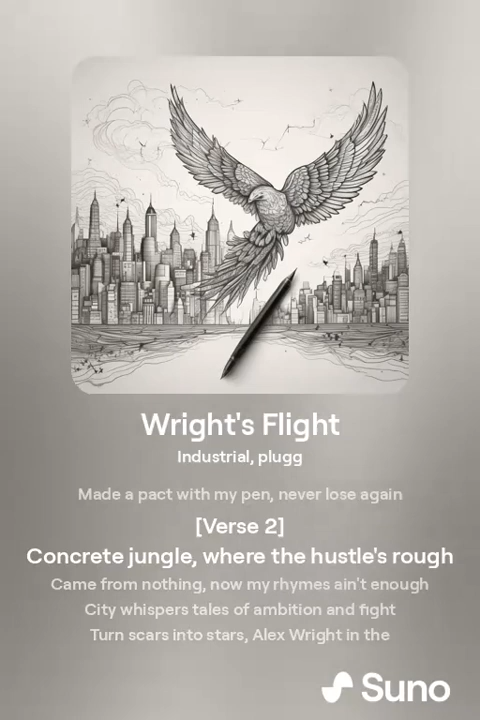 Wright's Flight
Industrial, plugg
Made a pact with my pen, never lose again
[Verse 2]
Concrete jungle, where the hustle's rough
Came from nothing, now my rhymes ain't enough
City whispers tales of ambition and fight
Turn scars into stars, Alex Wright in the
Suno